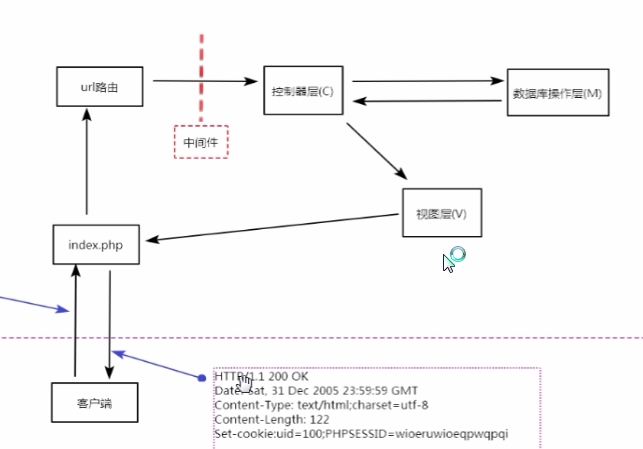 url路由
控制器层(C)
数据库操作层(M)
中间件
视图层(V)
index.php
客户端
HTTP/1.1 200 OK
Date: Sat, 31 Dec 2005 23:59:59 GMT
Content-Type: text/html;charset=utf-8
Content-Length: 122
Set-cookie:uid=100;PHPSESSID=wioeruwioeqpwqpqi